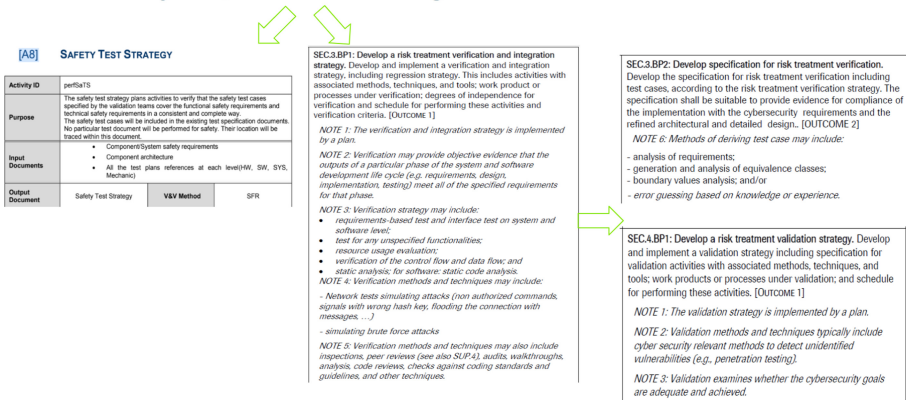 [A8] SAFETY TEST STRATEGY
Activity ID perfSaTS
Purpose
The safety test strategy plans activities to verify that the safety test cases
specified by the validation teams cover the functional safety requirements and
technical safety requirements in a consistent and complete way.
The safety test cases will be included in the existing test specification documents.
No particular test document will be performed for safety. Their location will be
traced within this document.
Input
Documents
• Component/System safety requirements
• Component architecture
• All the test plans references at each level(HW, SW, SYS,
Mechanic)
Output
Document
Safety Test Strategy V&V Method SFR
SEC.3.BP1: Develop a risk treatment verification and integration
strategy. Develop and implement a verification and integration
strategy, including regression strategy. This includes activities with
associated methods, techniques, and tools; work product or
processes under verification; degrees of independence for
verification and schedule for performing these activities and
verification criteria. [OUTCOME 1]
NOTE 1: The verification and integration strategy is implemented
by a plan.
NOTE 2: Verification may provide objective evidence that the
outputs of a particular phase of the system and software
development life cycle (e.g. requirements, design,
implementation, testing) meet all of the specified requirements
for that phase.
NOTE 3: Verification strategy may include:
• requirements-based test and interface test on system and
software level;
• test for any unspecified functionalities;
• resource usage evaluation;
• verification of the control flow and data flow; and
• static analysis; for software: static code analysis.
NOTE 4: Verification methods and techniques may include:
- Network tests simulating attacks (non authorized commands,
signals with wrong hash key, flooding the connection with
messages, …)
- simulating brute force attacks
NOTE 5: Verification methods and techniques may also include
inspections, peer reviews (see also SUP.4), audits, walkthroughs,
analysis, code reviews, checks against coding standards and
guidelines, and other techniques.
SEC.3.BP2: Develop specification for risk treatment verification.
Develop the specification for risk treatment verification including
test cases, according to the risk verification strategy. The
specification shall be suitable to provide evidence for compliance of
the implementation with the cybersecurity requirements and the
refined architectural and detailed design.. [OUTCOME 2]
NOTE 6: Methods of deriving test case may include:
- analysis of requirements;
- generation and analysis of equivalence classes;
- boundary values analysis; and/or
- error guessing based on knowledge or experience.
SEC.4.BP1: Develop a risk treatment validation strategy. Develop
and implement a validation strategy including specification for
validation activities with associated methods, techniques, and
tools; work products or processes under validation; and schedule
for performing these activities. [OUTCOME 1]
NOTE 1: The validation strategy is implemented by a plan.
NOTE 2: Validation methods and techniques typically include
cyber security relevant methods to detect unidentified
vulnerabilities (e.g., penetration testing).
NOTE 3: Validation examines whether the cybersecurity goals
are adequate and achieved.